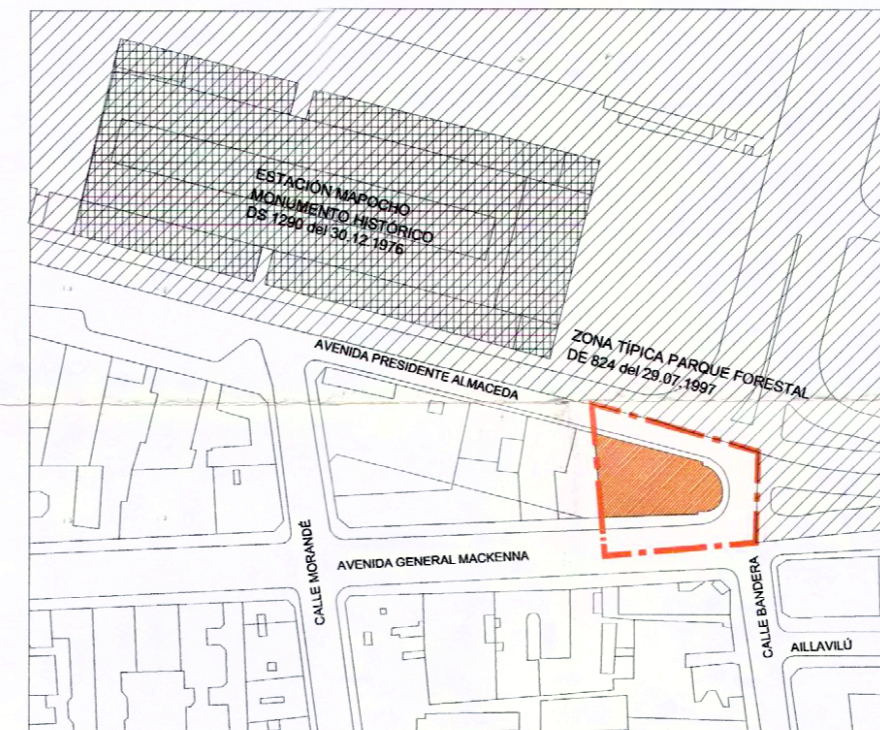 ESTACIÓN MAPOCHO
MONUMENTO HISTÓRICO
DS 1290 del 30.12.1976
ZONA TÍPICA PARQUE FORESTAL
DE 824 del 29.07.1997
AVENIDA PRESIDENTE ALMACEDA
AVENIDA GENERAL MACKENNA
CALLE MORANDÉ
CALLE BANDERA
AILLAVILÚ